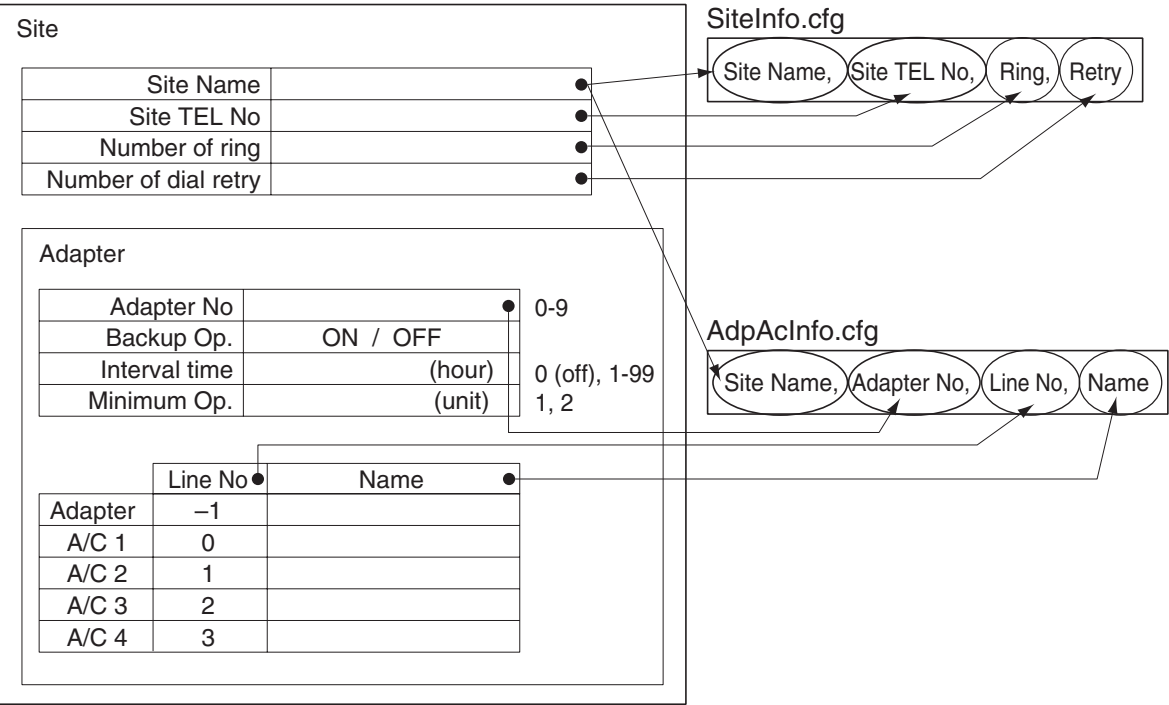 Site
Site Name
Site TEL No
Number of ring
Number of dial retry
Adapter
Adapter No 0-9
Backup Op. ON / OFF
Interval time (hour) 0 (off), 1-99
Minimum Op. (unit) 1, 2
Line No Name
Adapter –1
A/C 1 0
A/C 2 1
A/C 3 2
A/C 4 3
SiteInfo.cfg
Site Name, Site TEL No, Ring, Retry
AdpAcInfo.cfg
Site Name, Adapter No, Line No, Name